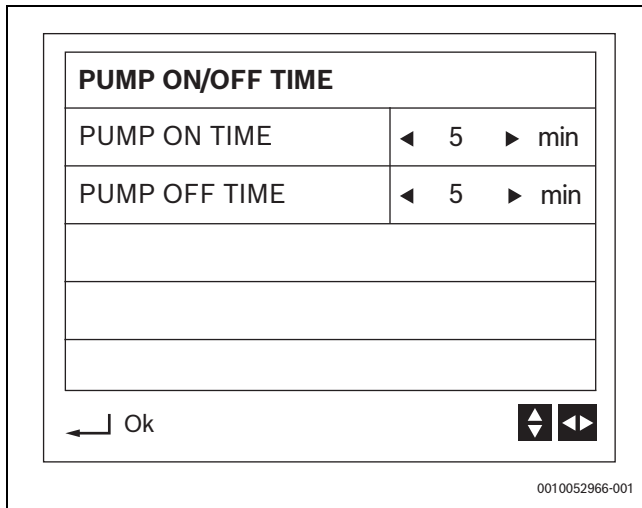 PUMP ON/OFF TIME
PUMP ON TIME ◄ 5 ► min
PUMP OFF TIME ◄ 5 ► min
Ok
0010052966-001